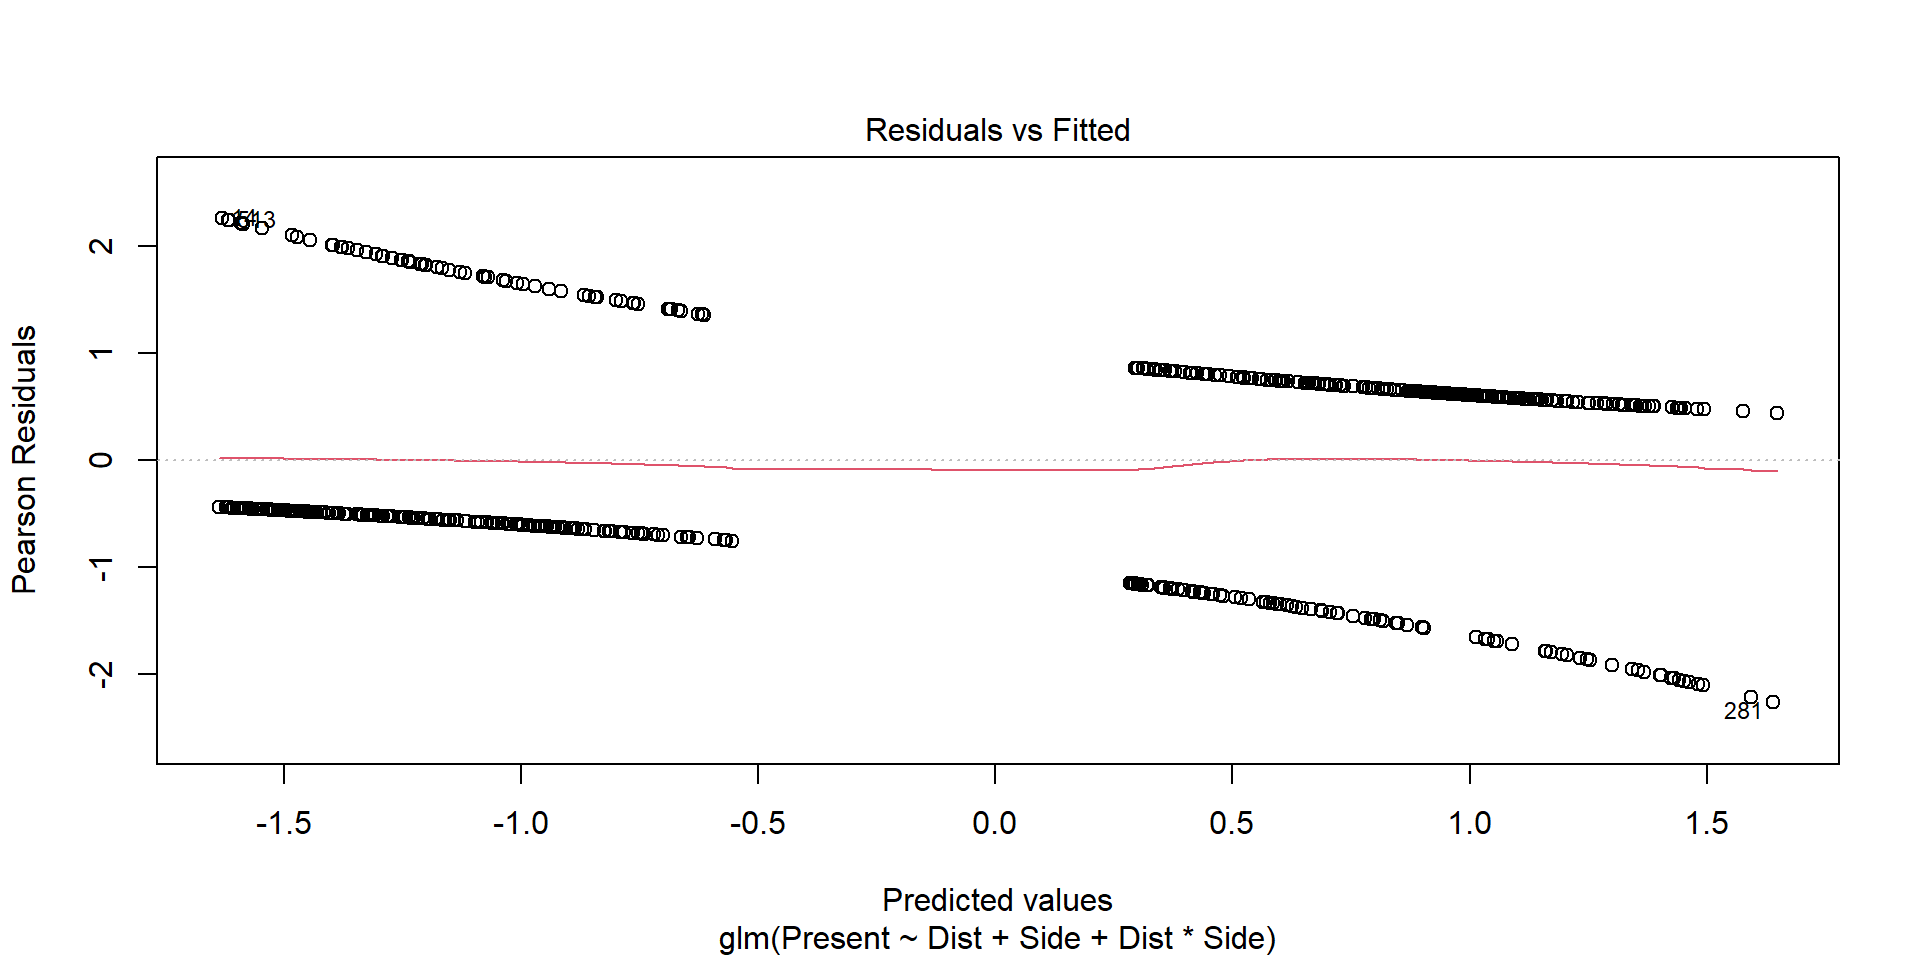 Residuals vs Fitted
Pearson Residuals
2
1
0
-1
-2
281
-1.5 -1.0 -0.5 0.0 0.5 1.0 1.5
Predicted values
glm(Present ~ Dist + Side + Dist * Side)